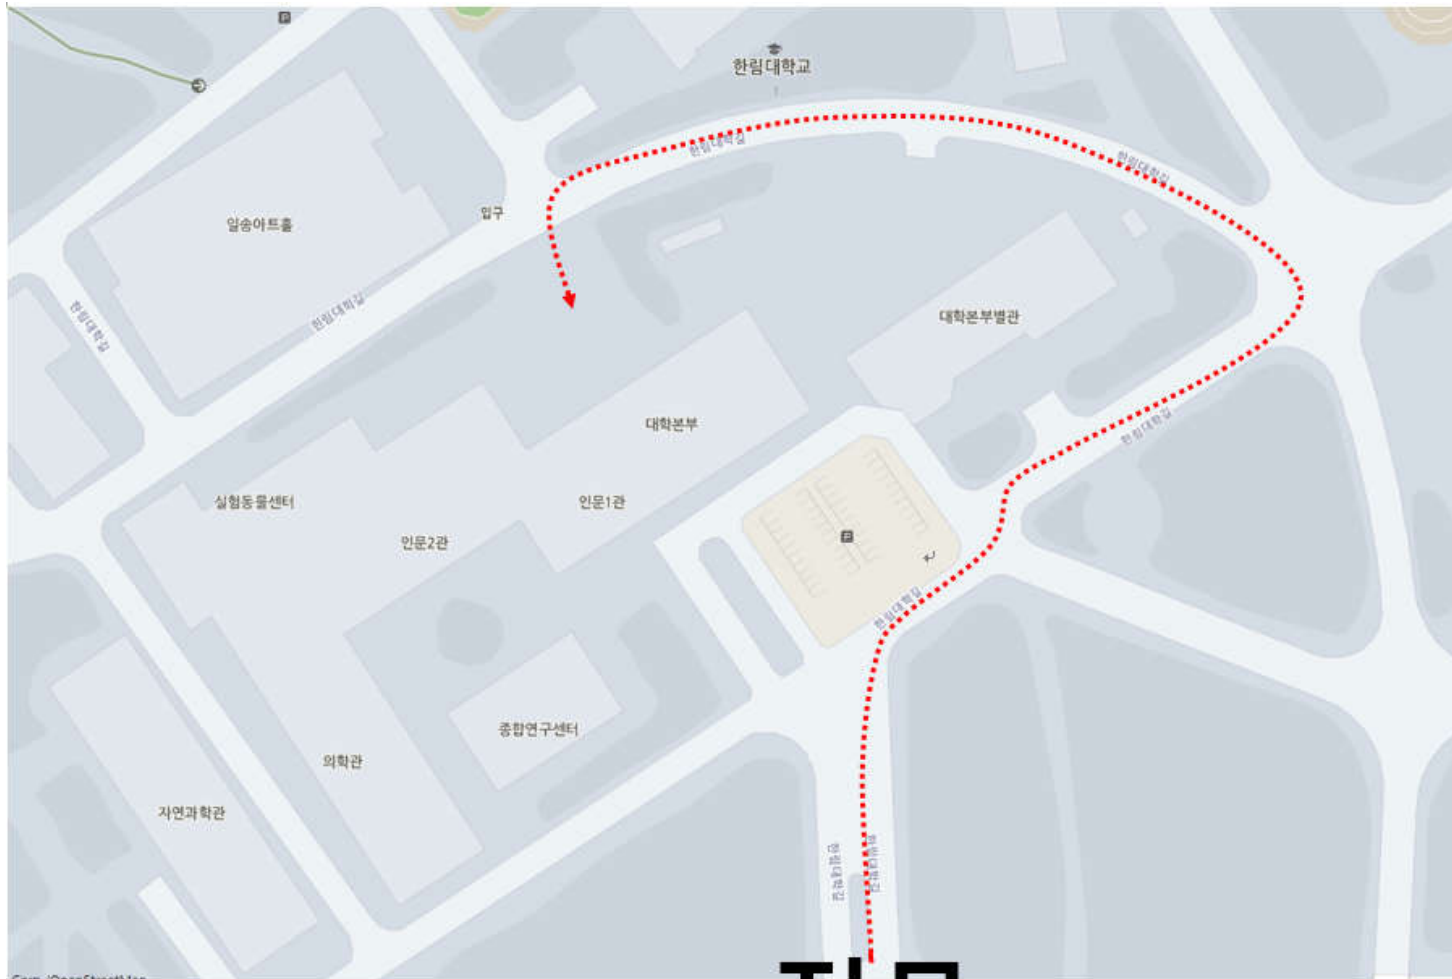 P
한림대학교
한림대학길
한림대학길
입구
일송아트홀
한림대학길
한림대학길
대학본부별관
대학본부
한림대학길
실험동물센터
인문1관
인문2관
P
한림대학길
종합연구센터
의학관
자연과학관
한림대학길
한림대학길